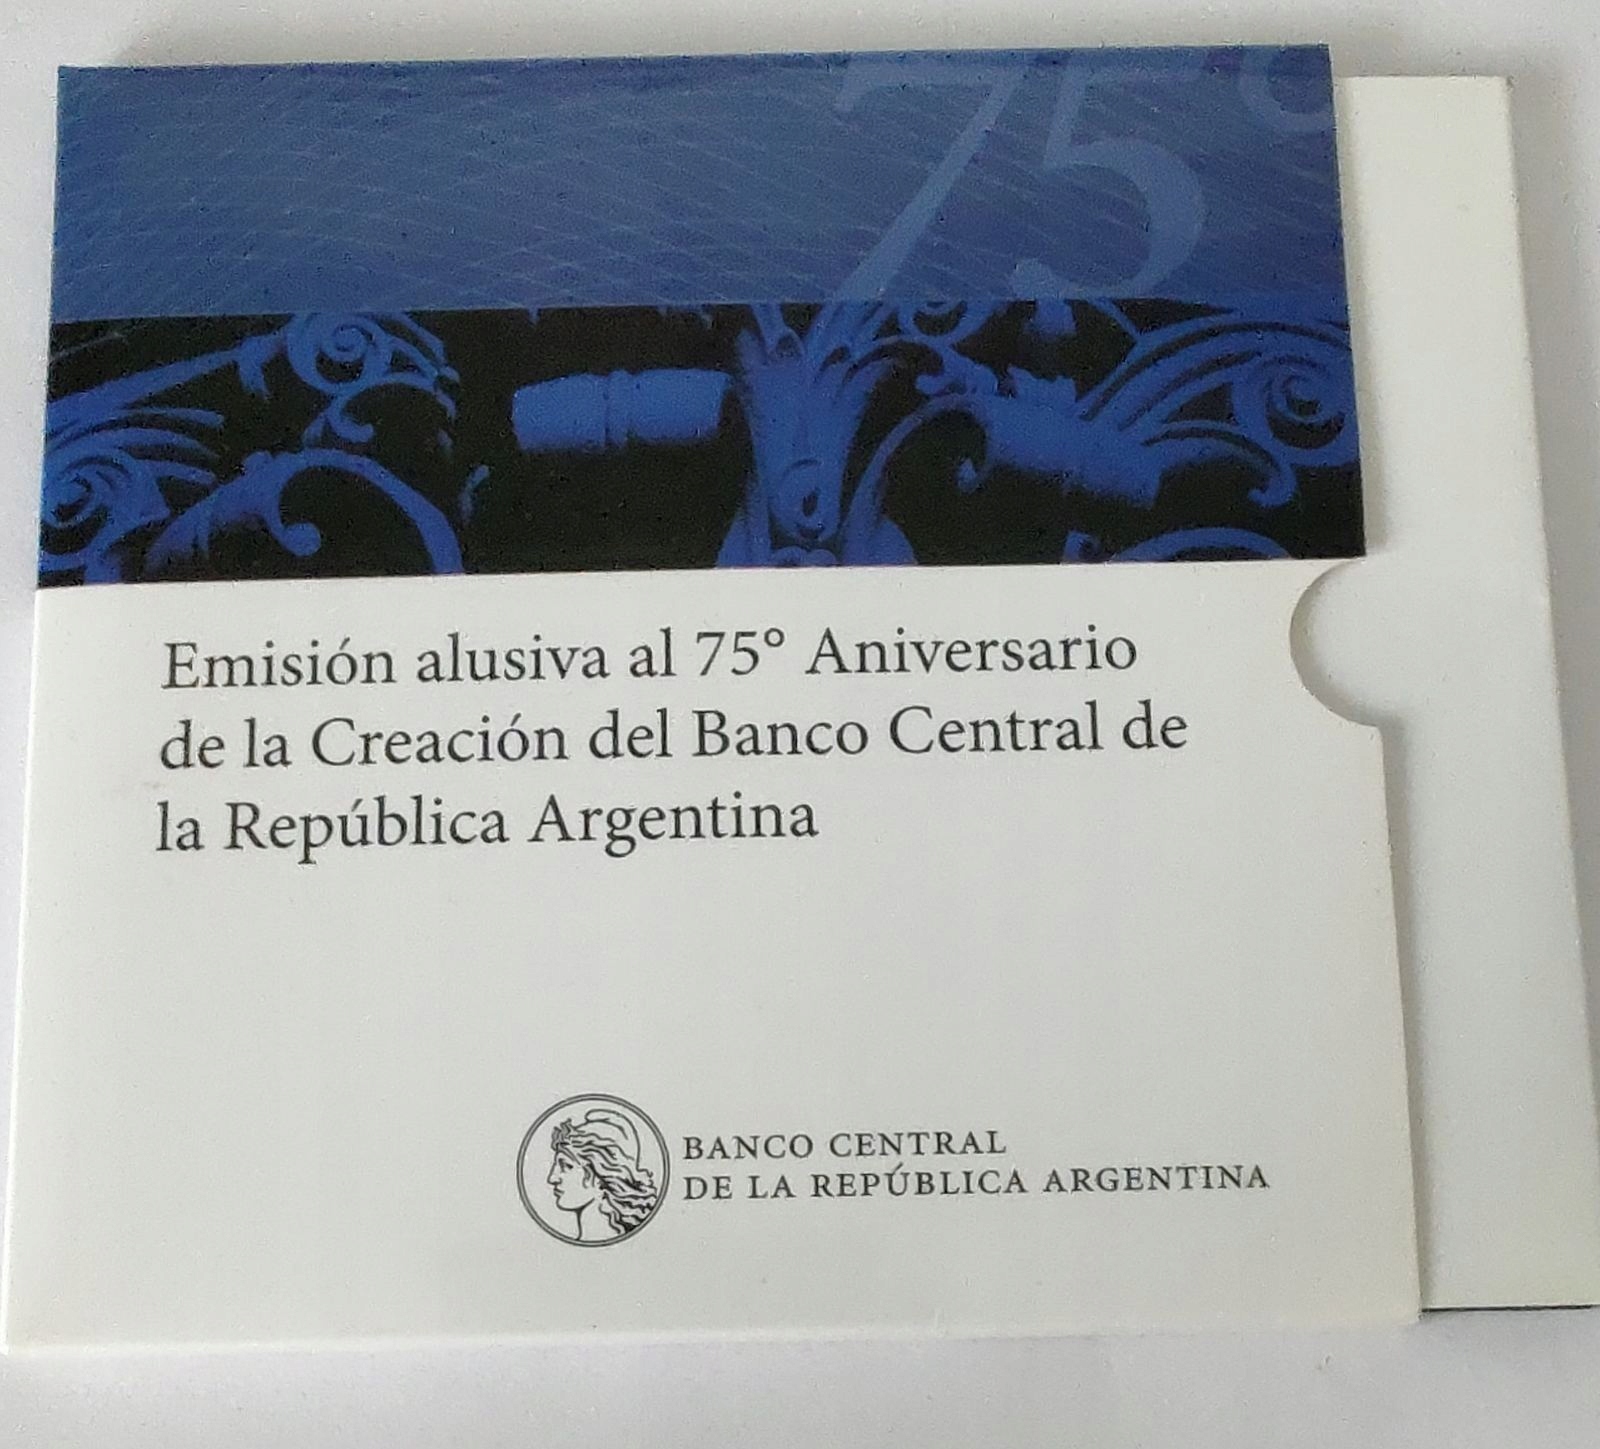 75°
Emisión alusiva al 75° Aniversario
de la Creación del Banco Central de
la República Argentina
BANCO CENTRAL
DE LA REPÚBLICA ARGENTINA